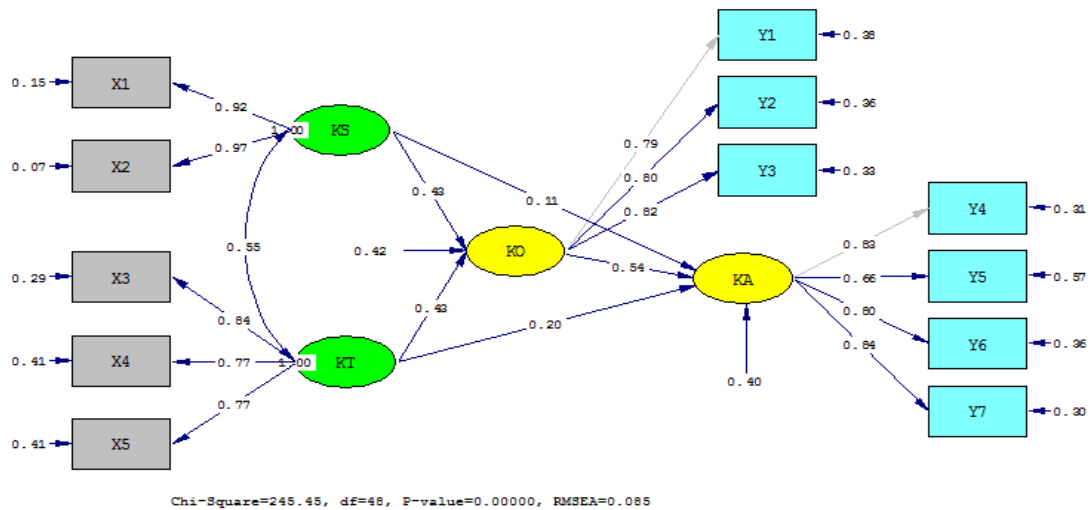 Y1
0.38
0.15
X1
0.92
Y2
0.36
1.00
KS
0.79
X2
0.07
0.97
0.80
Y3
0.33
0.43
0.11
0.82
Y4
0.31
0.55
0.42
KO
0.83
0.54
KA
0.66
Y5
0.57
X3
0.29
0.84
0.43
0.80
0.20
0.84
Y6
0.36
X4
0.41
0.77
1.00
KT
0.77
0.40
Y7
0.30
X5
0.41
Chi-Square=245.45, df=48, P-value=0.00000, RMSEA=0.085